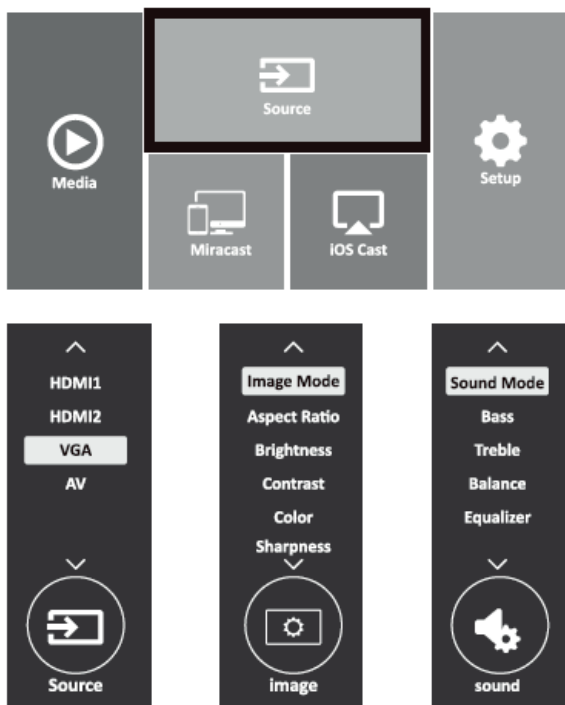 Source
Media
Setup
Miracast
iOS Cast
HDMI1
HDMI2
VGA
AV
Source
Image Mode
Aspect Ratio
Brightness
Contrast
Color
Sharpness
image
Sound Mode
Bass
Treble
Balance
Equalizer
sound